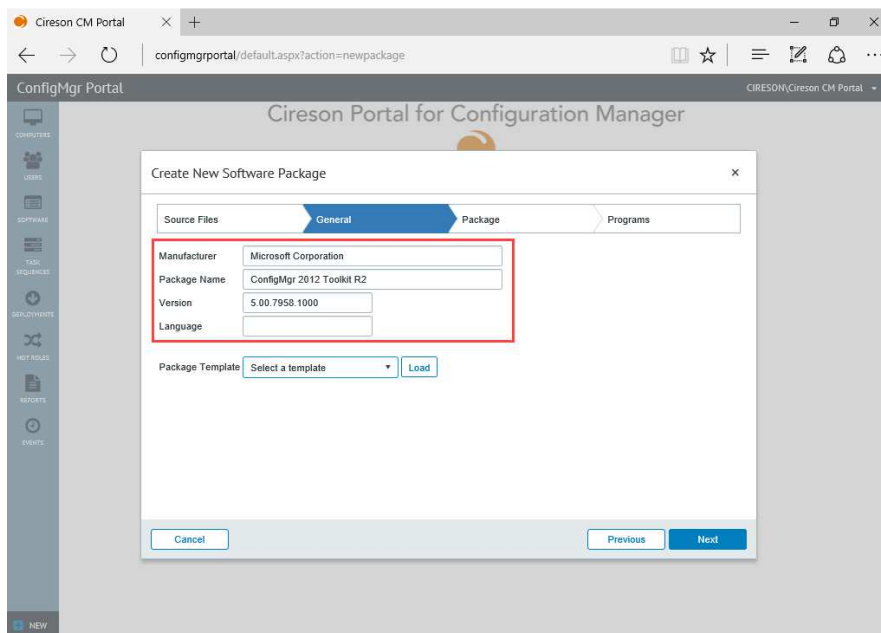 Cireson CM Portal
configmgrportal/default.aspx?action=newpackage
ConfigMgr Portal
CIRESON\Cireson CM Portal
Cireson Portal for Configuration Manager
COMPUTERS
USERS
SOFTWARE
TASK
SEQUENCES
DEPLOYMENTS
MDT ROLES
REPORTS
EVENTS
NEW
Create New Software Package
Source Files
General
Package
Programs
Manufacturer Microsoft Corporation
Package Name ConfigMgr 2012 Toolkit R2
Version 5.00.7958.1000
Language
Package Template Select a template Load
Cancel
Previous
Next